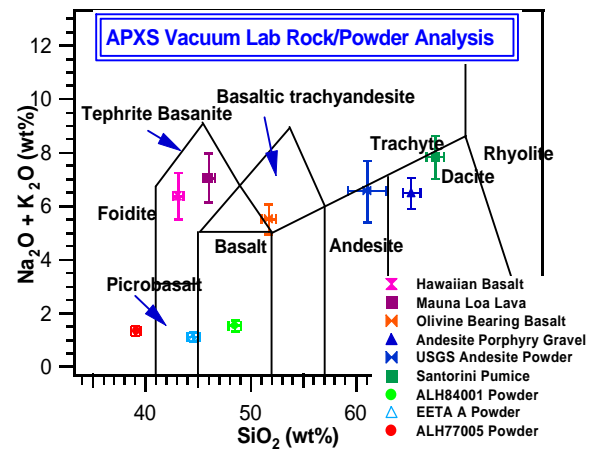 APXS Vacuum Lab Rock/Powder Analysis
12
10
8
6
4
2
0
Na2O + K2O (wt%)
Tephrite Basanite
Basaltic trachyandesite
Trachyte
Rhyolite
Dacite
Foidite
Basalt
Andesite
Picrobasalt
Hawaiian Basalt
Mauna Loa Lava
Olivine Bearing Basalt
Andesite Porphyry Gravel
USGS Andesite Powder
Santorini Pumice
ALH84001 Powder
EETA A Powder
ALH77005 Powder
40
50
60
SiO2 (wt%)